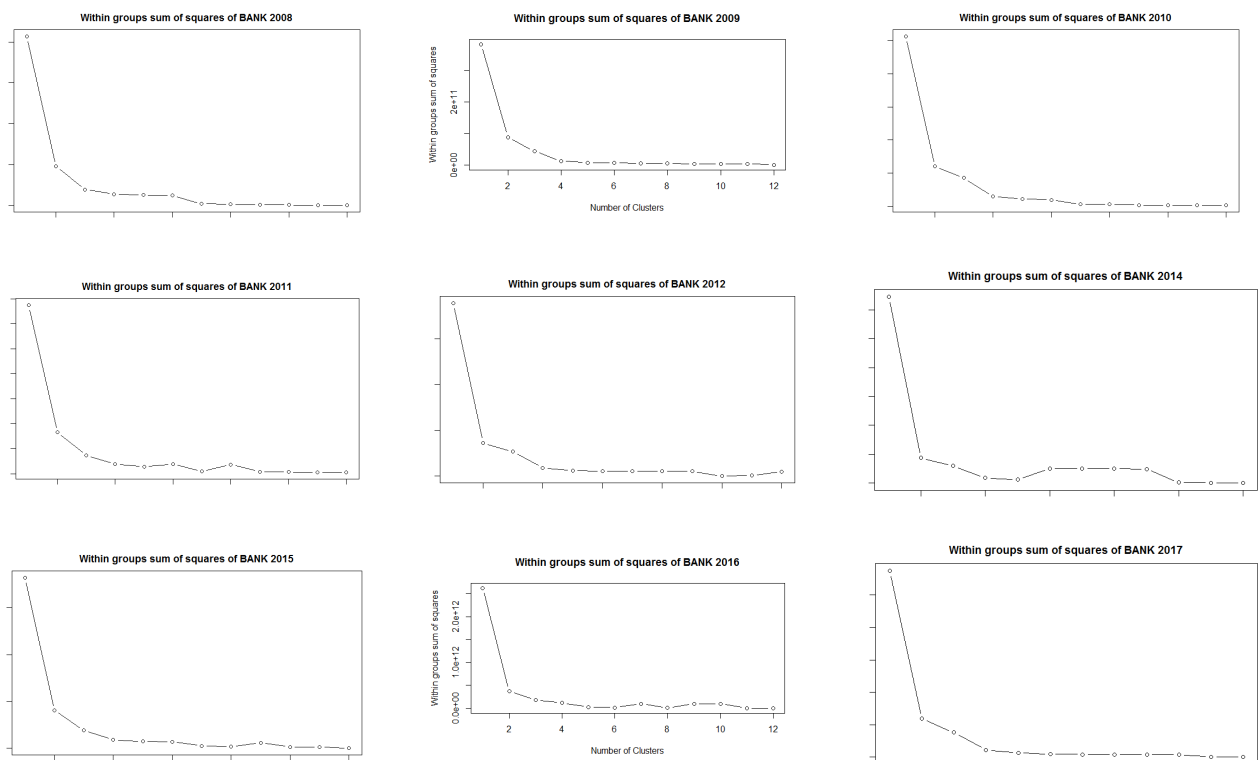 Within groups sum of squares of BANK 2008
Within groups sum of squares of BANK 2009
Within groups sum of squares of BANK 2010
Within groups sum of squares
0e+00
2e+11
2
4
6
8
10
12
Number of Clusters
Within groups sum of squares of BANK 2011
Within groups sum of squares of BANK 2012
Within groups sum of squares of BANK 2014
Within groups sum of squares of BANK 2015
Within groups sum of squares of BANK 2016
Within groups sum of squares of BANK 2017
Within groups sum of squares
0.0e+00
1.0e+12
2.0e+12
2
4
6
8
10
12
Number of Clusters